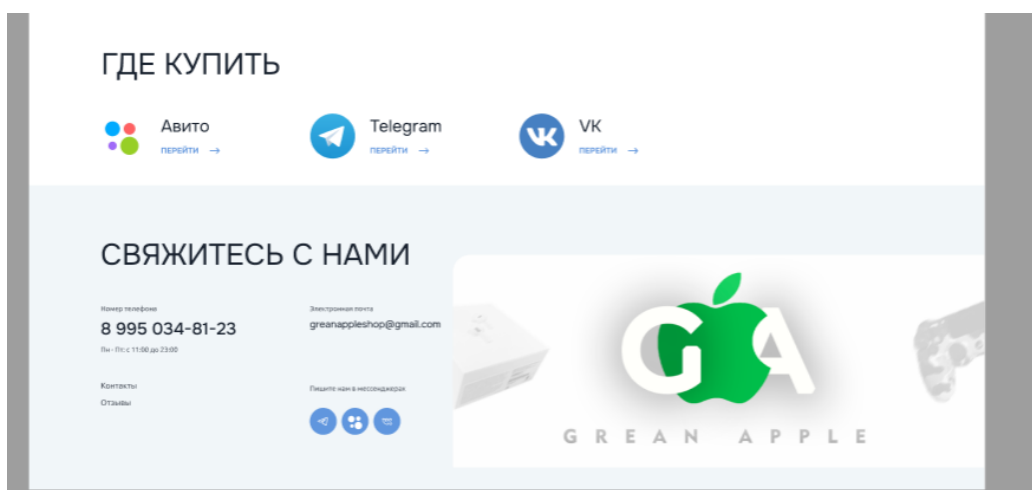 ГДЕ КУПИТЬ
Авито
ПЕРЕЙТИ →
Telegram
ПЕРЕЙТИ →
VK
ПЕРЕЙТИ →
СВЯЖИТЕСЬ С НАМИ
Номер телефона
8 995 034-81-23
Пн - Пт: с 11:00 до 23:00
Контакты
Отзывы
Электронная почта
greanappleshop@gmail.com
Пишите нам в мессенджерах
GA
GREAN APPLE